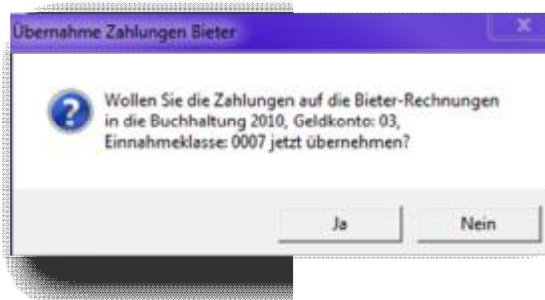 Übernahme Zahlungen Bieter
Wollen Sie die Zahlungen auf die Bieter-Rechnungen
in die Buchhaltung 2010, Geldkonto: 03,
Einnahmeklasse: 0007 jetzt übernehmen?
Ja
Nein